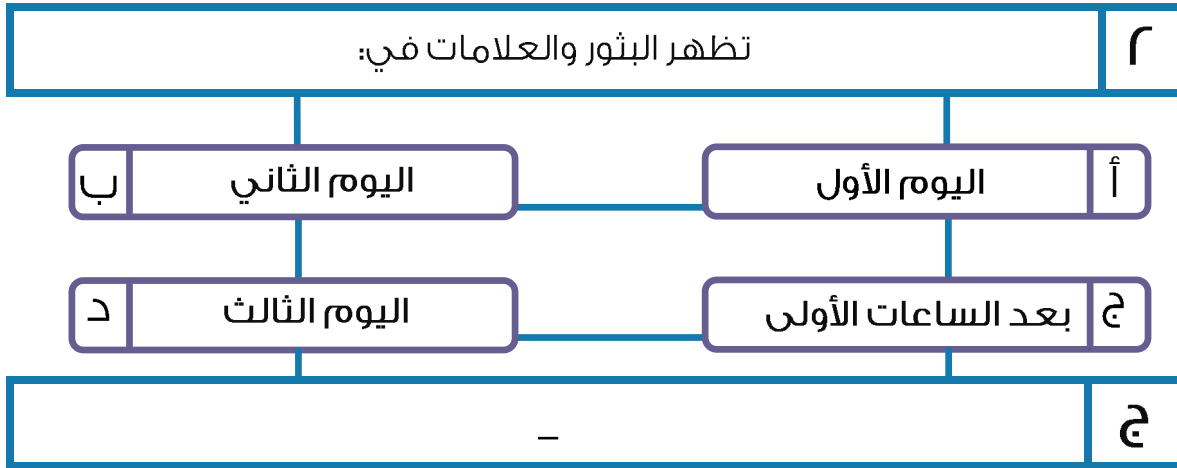 ٢ تظهر البثور والعلامات في:
أ اليوم الأول
ب اليوم الثاني
ج بعد الساعات الأولى
د اليوم الثالث
ج _